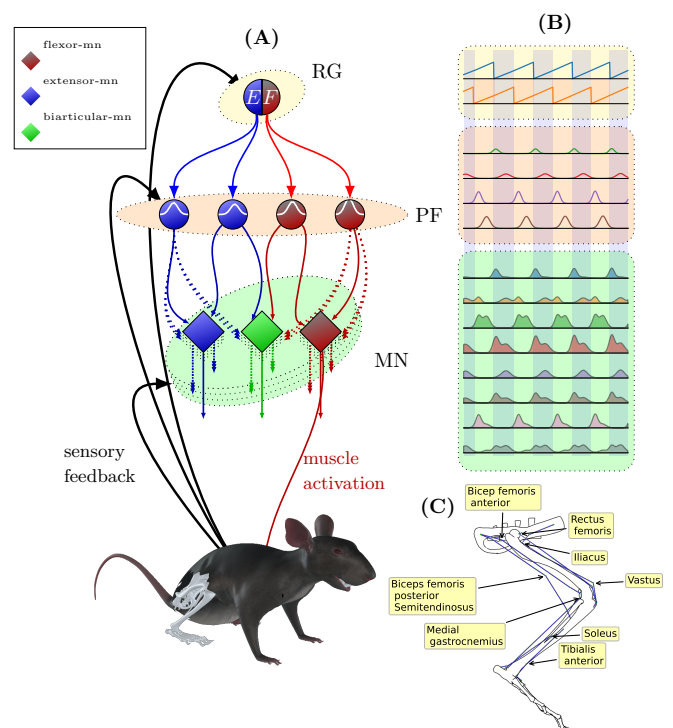 (A)
(B)
flexor-mn
extensor-mn
biarticular-mn
RG
E F
PF
MN
sensory
feedback
muscle
activation
(C)
Bicep femoris
anterior
Rectus
femoris
Iliacus
Vastus
Biceps femoris
posterior
Semitendinosus
Medial
gastrocnemius
Soleus
Tibialis
anterior